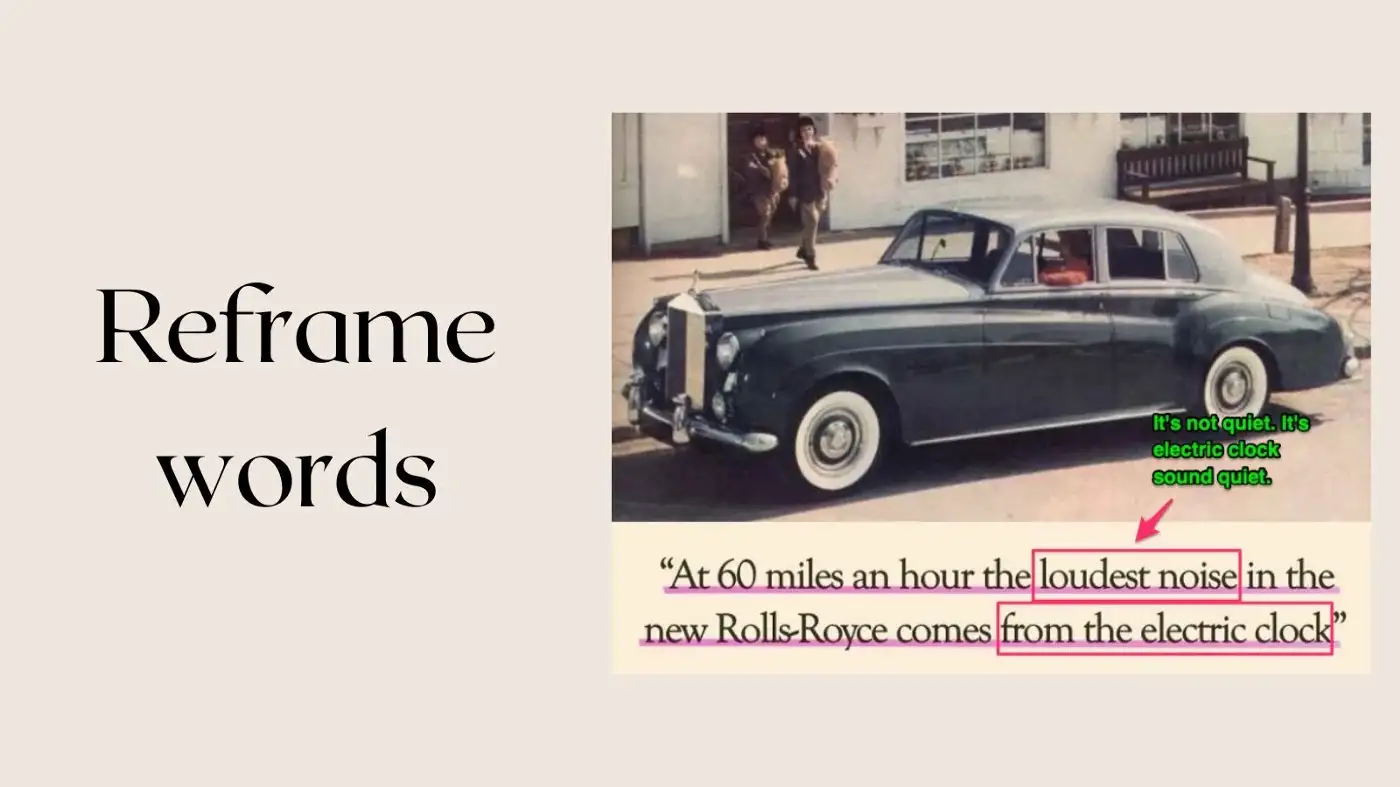 Reframe
words
It's not quiet. It's
electric clock
sound quiet.
“At 60 miles an hour the loudest noise in the
new Rolls-Royce comes from the electric clock”